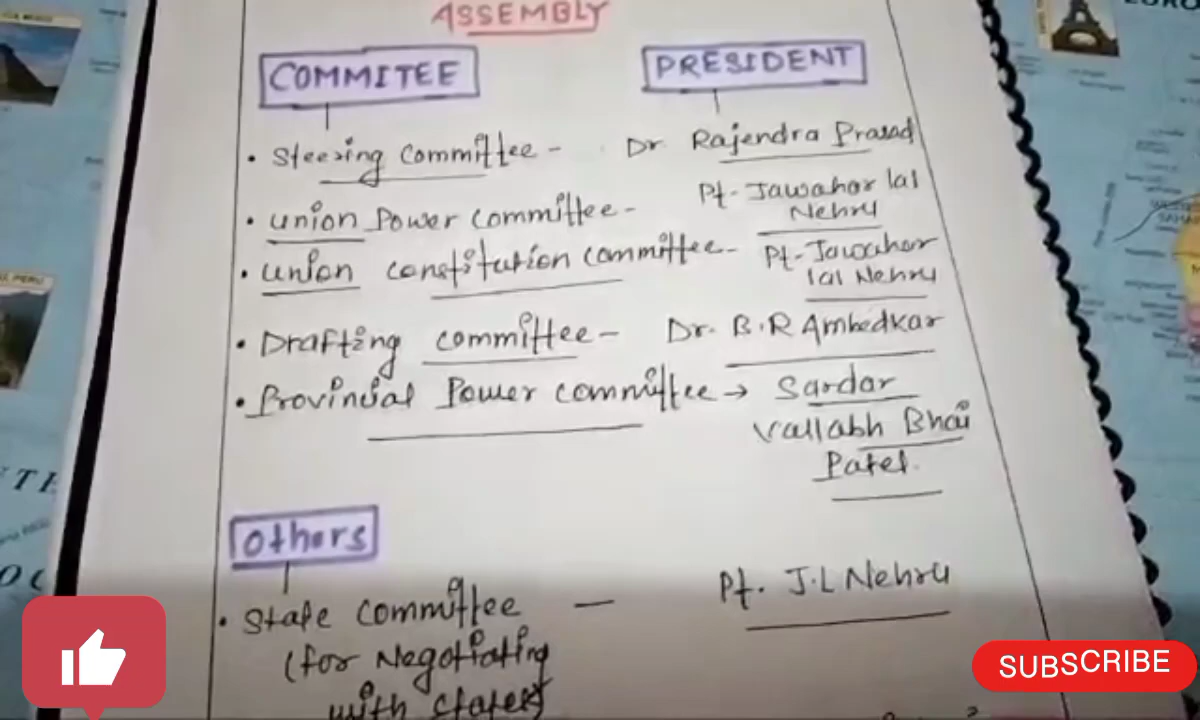 ASSEMBLY
COMMITEE PRESIDENT
• Steering Committee - Dr Rajendra Prasad
• Union Power Committee - Pt- Jawahar lal
Nehru
• Union Constitution Committee - Pt- Jawahar
lal Nehru
• Drafting Committee - Dr. B.R Ambedkar
• Provincial Power Committee → Sardar
Vallabh Bhai
Patel.
Others
• State Committee — Pt. J.L Nehru
(for Negotiating
with states)
SUBSCRIBE